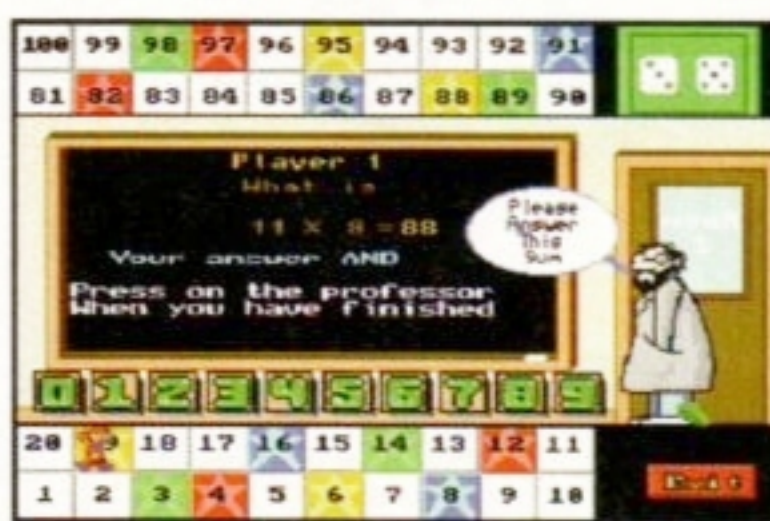 100 99 98 97 96 95 94 93 92 91
81 82 83 84 85 86 87 88 89 90
Player 1
What is
11 X 8 = 88
Your answer AND
Press on the professor
When you have finished
Please
Answer
This
Sum
0 1 2 3 4 5 6 7 8 9
20 19 18 17 16 15 14 13 12 11
1 2 3 4 5 6 7 8 9 10